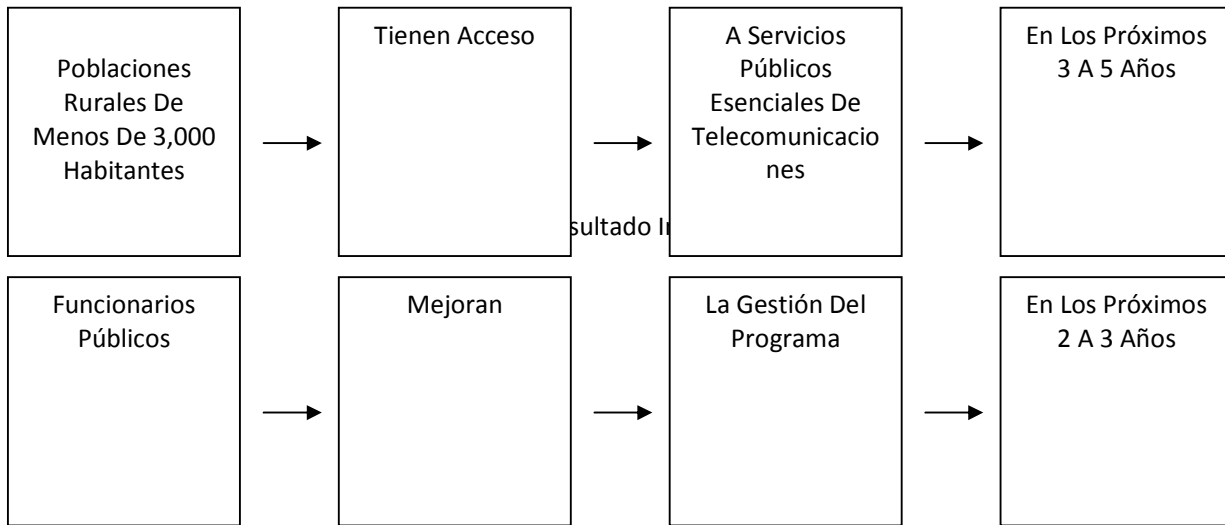 Poblaciones
Rurales De
Menos De 3,000
Habitantes
Tienen Acceso
A Servicios
Públicos
Esenciales De
Telecomunicacio
nes
En Los Próximos
3 A 5 Años
sultado
Funcionarios
Públicos
Mejoran
La Gestión Del
Programa
En Los Próximos
2 A 3 Años